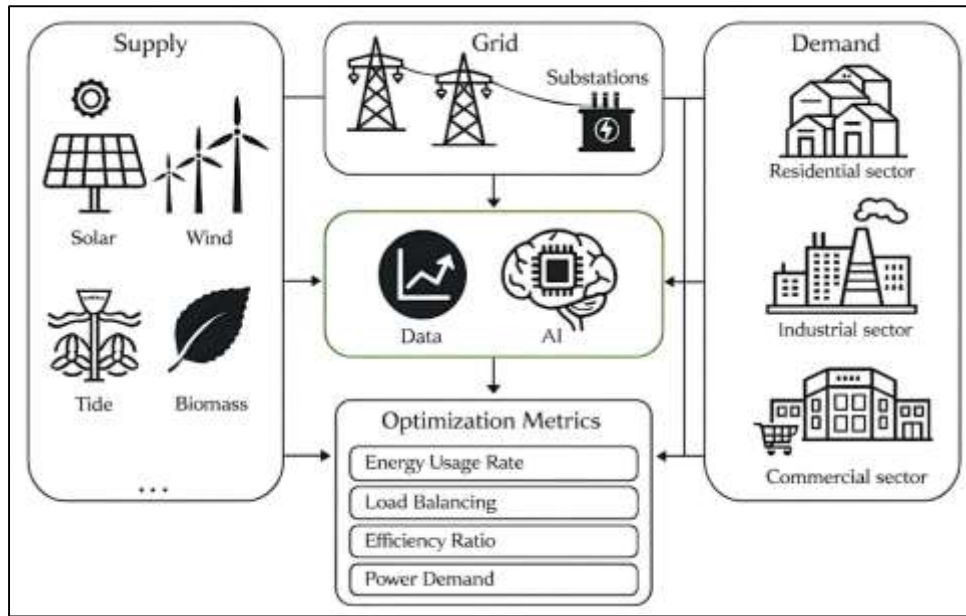 Supply
Solar
Wind
Tide
Biomass
...
Grid
Substations
Data
AI
Optimization Metrics
Energy Usage Rate
Load Balancing
Efficiency Ratio
Power Demand
Demand
Residential sector
Industrial sector
Commercial sector